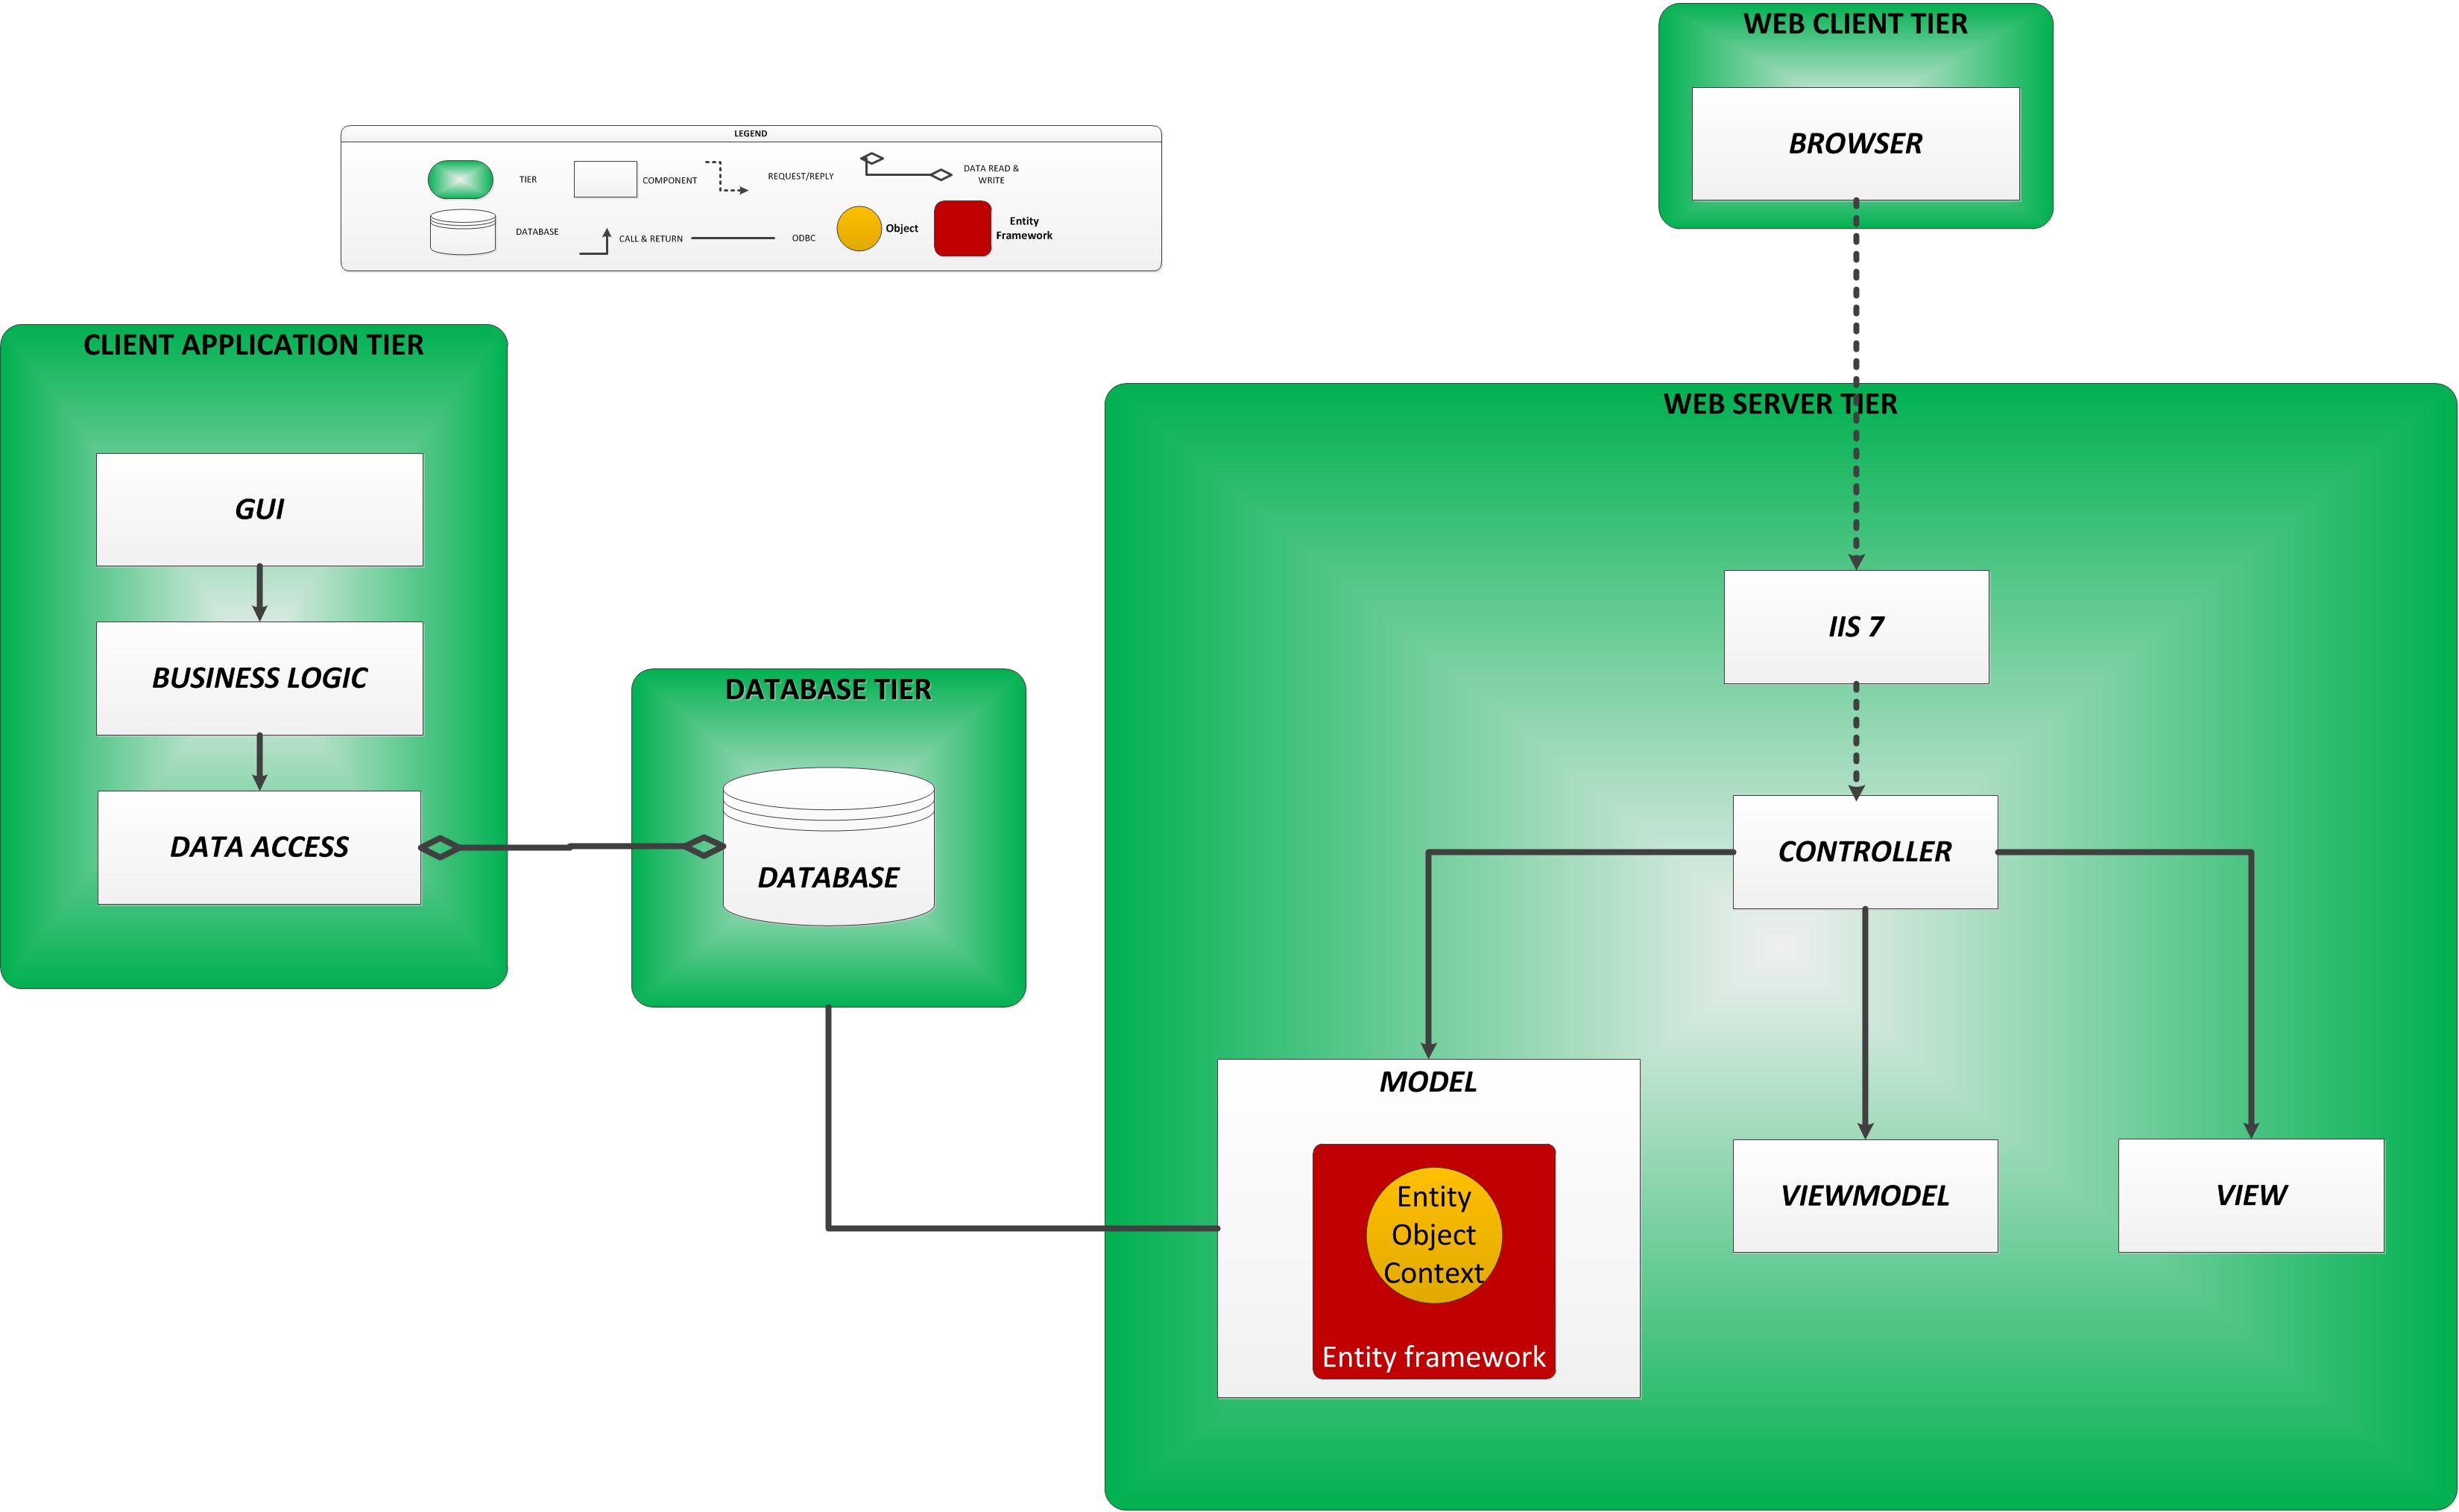 WEB CLIENT TIER
BROWSER
LEGEND
TIER
COMPONENT
REQUEST/REPLY
DATA READ &
WRITE
DATABASE
CALL & RETURN
ODBC
Object
Entity
Framework
CLIENT APPLICATION TIER
GUI
BUSINESS LOGIC
DATA ACCESS
DATABASE TIER
DATABASE
WEB SERVER TIER
IIS 7
CONTROLLER
MODEL
Entity
Object
Context
Entity framework
VIEWMODEL
VIEW